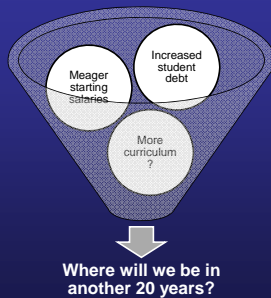 Increased
student
debt
Meager
starting
salaries
More
curriculum
?
Where will we be in
another 20 years?